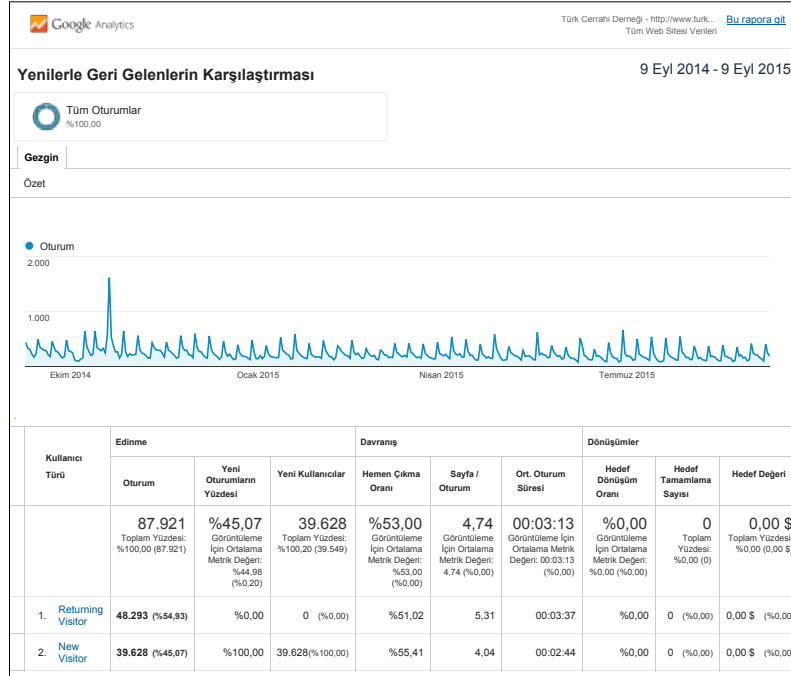 Google Analytics
Türk Cerrahi Derneği - http://www.turk...
Tüm Web Sitesi Verileri
Bu rapora git
Yenilerle Geri Gelenlerin Karşılaştırması
9 Eyl 2014 - 9 Eyl 2015
Tüm Oturumlar
%100,00
Gezgin
Özet
Oturum
2.000
1.000
Ekim 2014
Ocak 2015
Nisan 2015
Temmuz 2015
Kullanıcı
Türü
Edinme
Davranış
Dönüşümler
Oturum
Yeni
Oturumların
Yüzdesi
Yeni Kullanıcılar
Hemen Çıkma
Oranı
Sayfa /
Oturum
Ort. Oturum
Süresi
Hedef
Dönüşüm
Oranı
Hedef
Tamamlama
Sayısı
Hedef Değeri
87.921
Toplam Yüzdesi:
%100,00 (87.921)
%45,07
Görüntüleme
İçin Ortalama
Metrik Değeri:
%44,98
(%0,20)
39.628
Toplam Yüzdesi:
%100,20 (39.549)
%53,00
Görüntüleme
İçin Ortalama
Metrik Değeri:
%53,00
(%0,00)
4,74
Görüntüleme
İçin Ortalama
Metrik Değeri:
4,74 (%0,00)
00:03:13
Görüntüleme İçin
Ortalama Metrik
Değeri: 00:03:13
(%0,00)
%0,00
Görüntüleme
İçin Ortalama
Metrik Değeri:
%0,00 (%0,00)
0
Toplam
Yüzdesi:
%0,00 (0)
0,00 $
Toplam Yüzdesi:
%0,00 (0,00 $)
1. Returning
Visitor
48.293 (%54,93)
%0,00
0 (%0,00)
%51,02
5,31
00:03:37
%0,00
0 (%0,00)
0,00 $ (%0,00
2. New
Visitor
39.628 (%45,07)
%100,00
39.628(%100,00)
%55,41
4,04
00:02:44
%0,00
0 (%0,00)
0,00 $ (%0,00